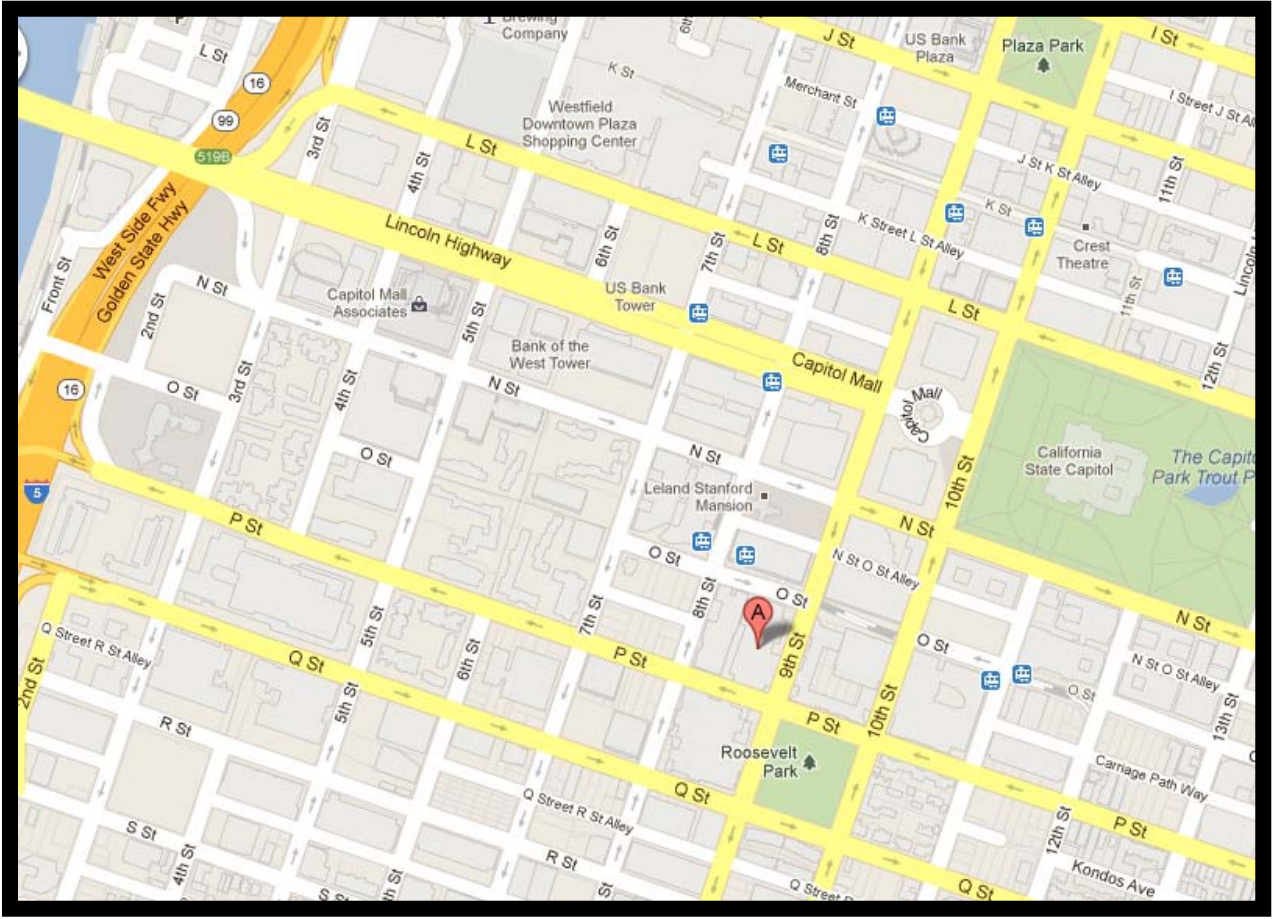 Brewing
Company
6th
J St
US Bank
Plaza
Plaza Park
I St
L St
16
K St
Merchant St
I Street J St
99
Westfield
Downtown Plaza
Shopping Center
519B
3rd St
4th St
L St
J St K St Alley
11th St
West Side Fwy
Golden State Hwy
Lincoln Highway
6th St
7th St
L St
8th St
K Street L St Alley
K St
Crest
Theatre
Lincoln
Front St
2nd St
N St
Capitol Mall
Associates
5th St
US Bank
Tower
11th St
L St
Bank of the
West Tower
Capitol Mall
12th St
16
O St
3rd St
4th St
N St
Capitol Mall
O St
N St
10th St
California
State Capitol
The Capit
Park Trout P
5
Leland Stanford
Mansion
P St
N St
O St
N St O St Alley
8th St
O St
A
7th St
5th St
9th St
O St
N St
Q Street R St Alley
Q St
6th St
P St
N St O St Alley
O St
2nd St
5th St
10th St
13th St
R St
P St
Roosevelt
Park
Carriage Path Way
Q St
Q Street R St Alley
P St
S St
4th St
R St
12th St
Kondos Ave
Q St